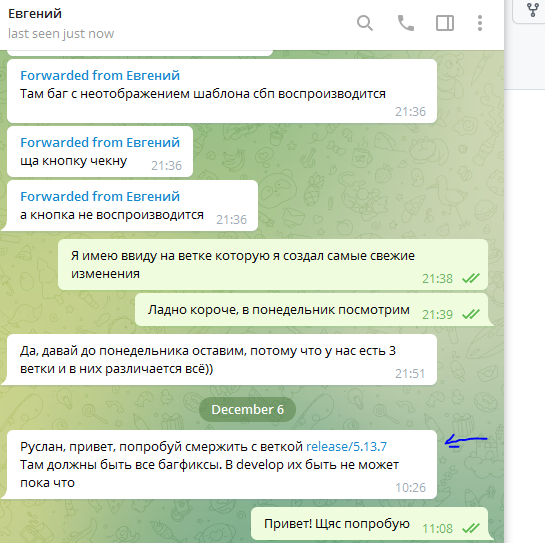 Евгений
last seen just now
Forwarded from Евгений
Там баг с неотображением шаблона сбп воспроизводится
21:36
Forwarded from Евгений
ща кнопку чекну
21:36
Forwarded from Евгений
а кнопка не воспроизводится
21:36
Я имею ввиду на ветке которую я создал самые свежие
изменения
21:38
Ладно короче, в понедельник посмотрим
21:39
Да, давай до понедельника оставим, потому что у нас есть 3
ветки и в них различается всё))
21:51
December 6
Руслан, привет, попробуй смержить с веткой release/5.13.7
Там должны быть все багфиксы. В develop их быть не может
пока что
10:26
Привет! Щяс попробую
11:08